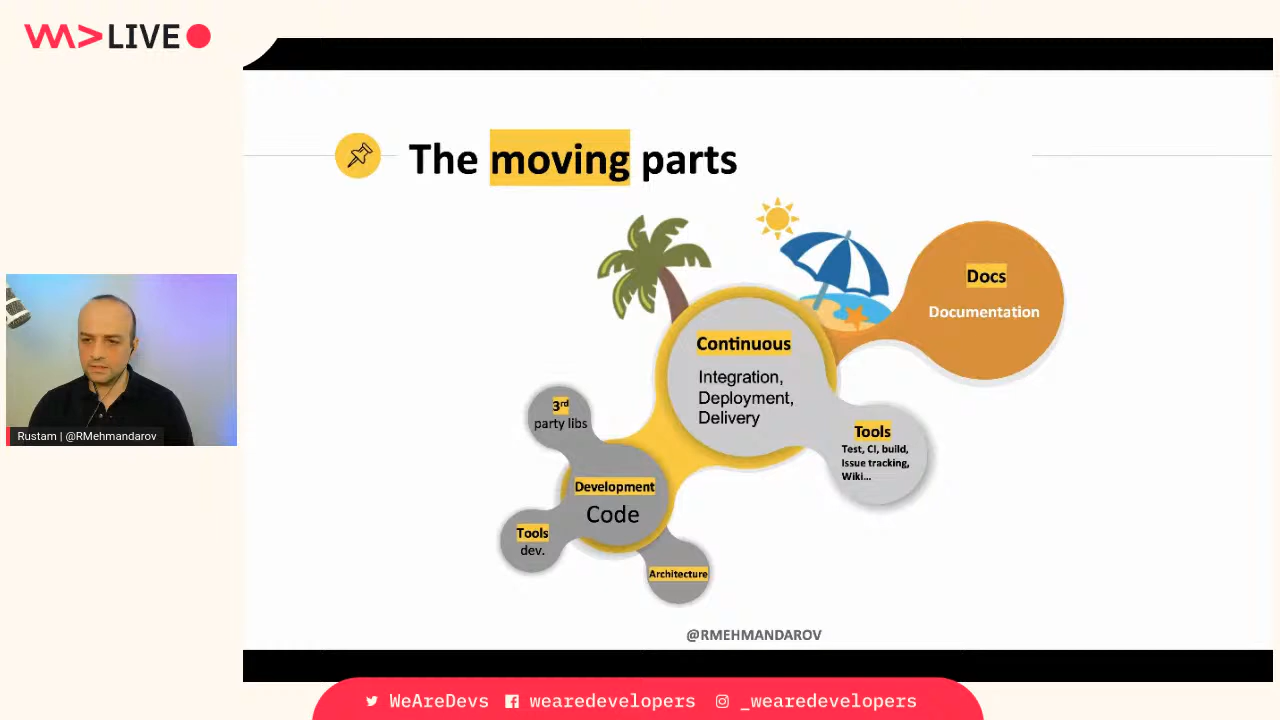 LIVE
The moving parts
Docs
Documentation
Continuous
Integration,
Deployment,
Delivery
Tools
Test, CI, build,
Issue tracking,
Wiki...
3rd
party libs
Development
Code
Tools
dev.
Architecture
@RMEHMANDAROV
Rustam | @RMehmandarov
WeAreDevs wearedevelopers _wearedevelopers